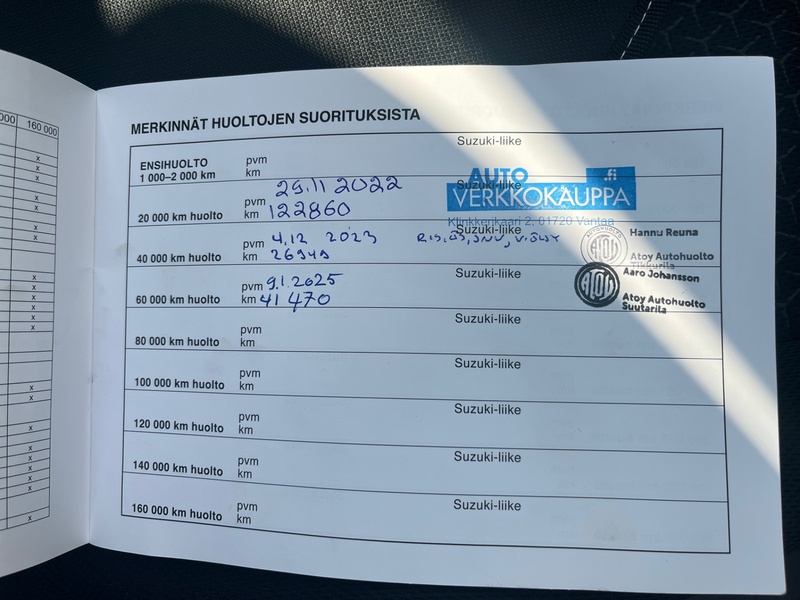 000 160 000
MERKINNÄT HUOLTOJEN SUORITUKSISTA
ENSIHUOLTO
1 000–2 000 km
pvm
km
Suzuki-liike
20 000 km huolto
pvm 29.11 2022
km 122860
Suzuki-liike
AUTO .fi
VERKKOKAUPPA
Klinkkerikaari 2, 01720 Vantaa
40 000 km huolto
pvm 4.12 2023
km 26949
Suzuki-liike
Hannu Reuna
Atoy Autohuolto
Tikkurila
60 000 km huolto
pvm 9.1.2025
km 41 470
Suzuki-liike
ATOY
Aaro Johansson
Atoy Autohuolto
Suutarila
80 000 km huolto
pvm
km
Suzuki-liike
100 000 km huolto
pvm
km
Suzuki-liike
120 000 km huolto
pvm
km
Suzuki-liike
140 000 km huolto
pvm
km
Suzuki-liike
160 000 km huolto
pvm
km
Suzuki-liike